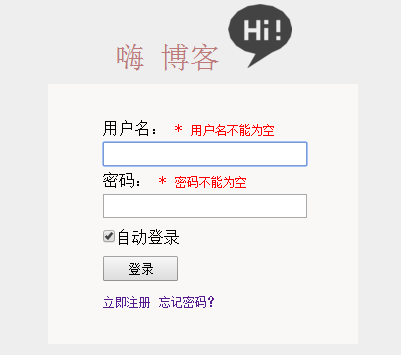 嗨 博客 Hi!
用户名： * 用户名不能为空
密码： * 密码不能为空
自动登录
登录
立即注册 忘记密码?